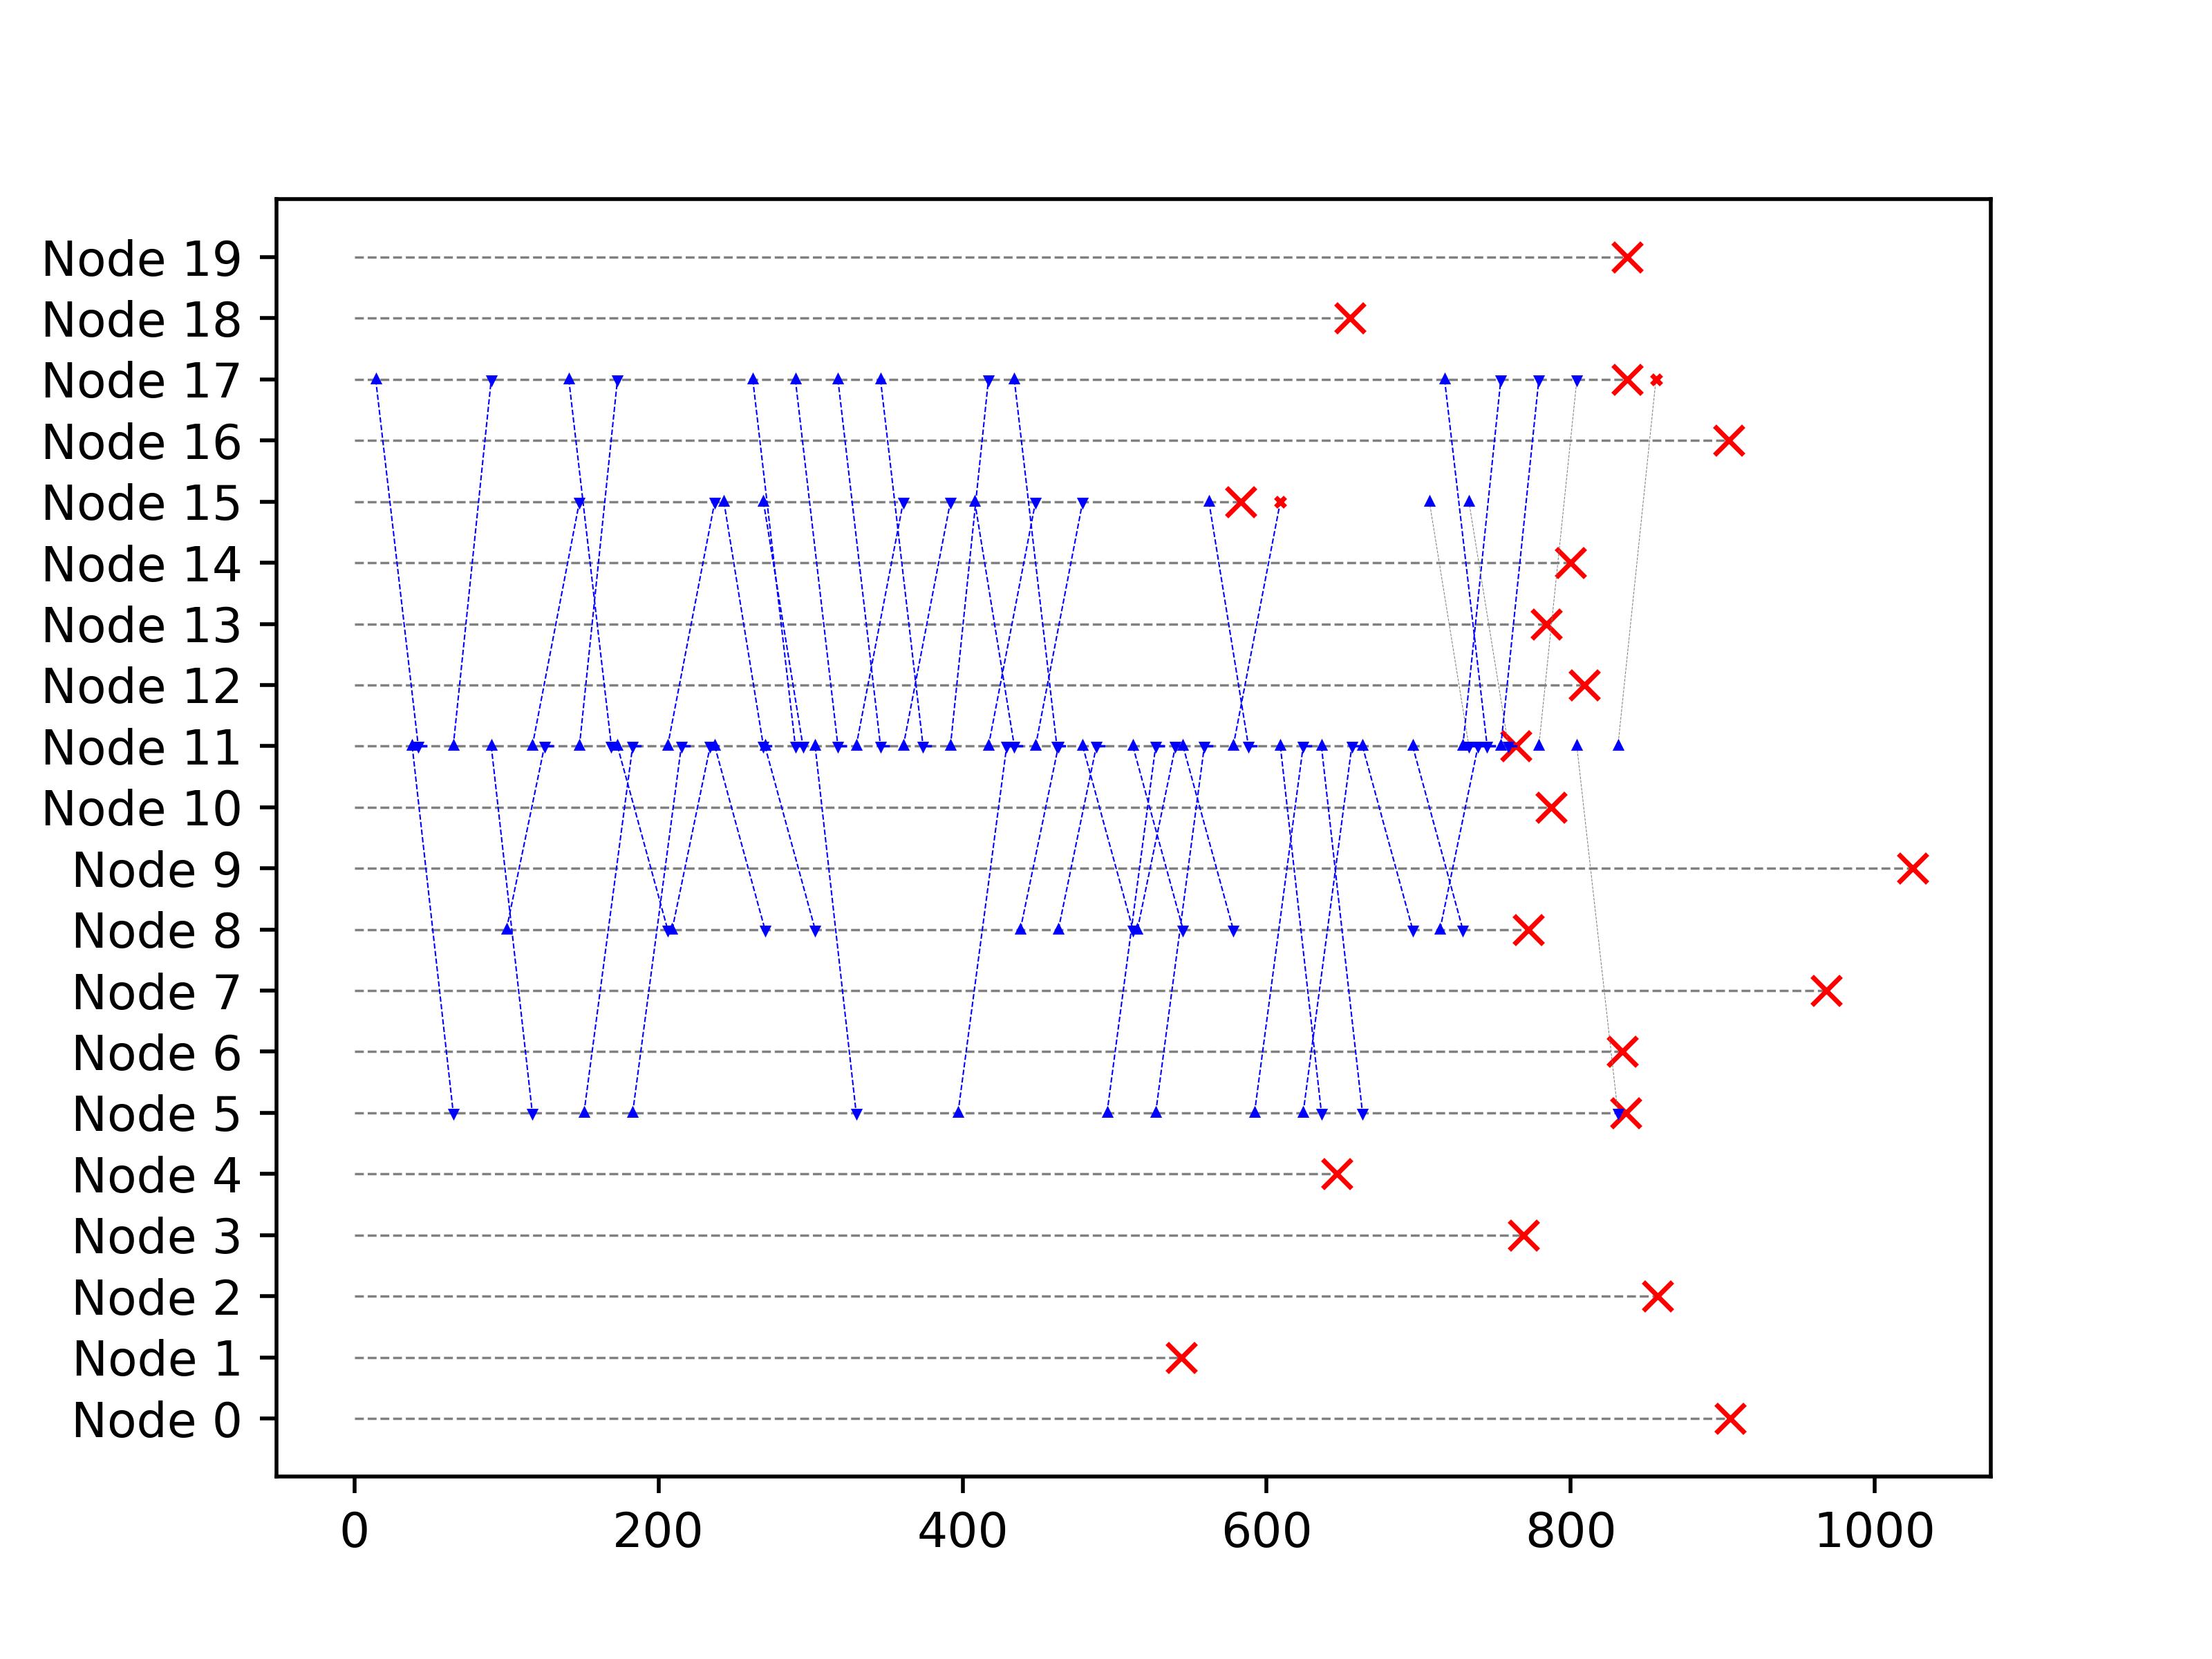 Node 19
Node 18
Node 17
Node 16
Node 15
Node 14
Node 13
Node 12
Node 11
Node 10
Node 9
Node 8
Node 7
Node 6
Node 5
Node 4
Node 3
Node 2
Node 1
Node 0
0 200 400 600 800 1000